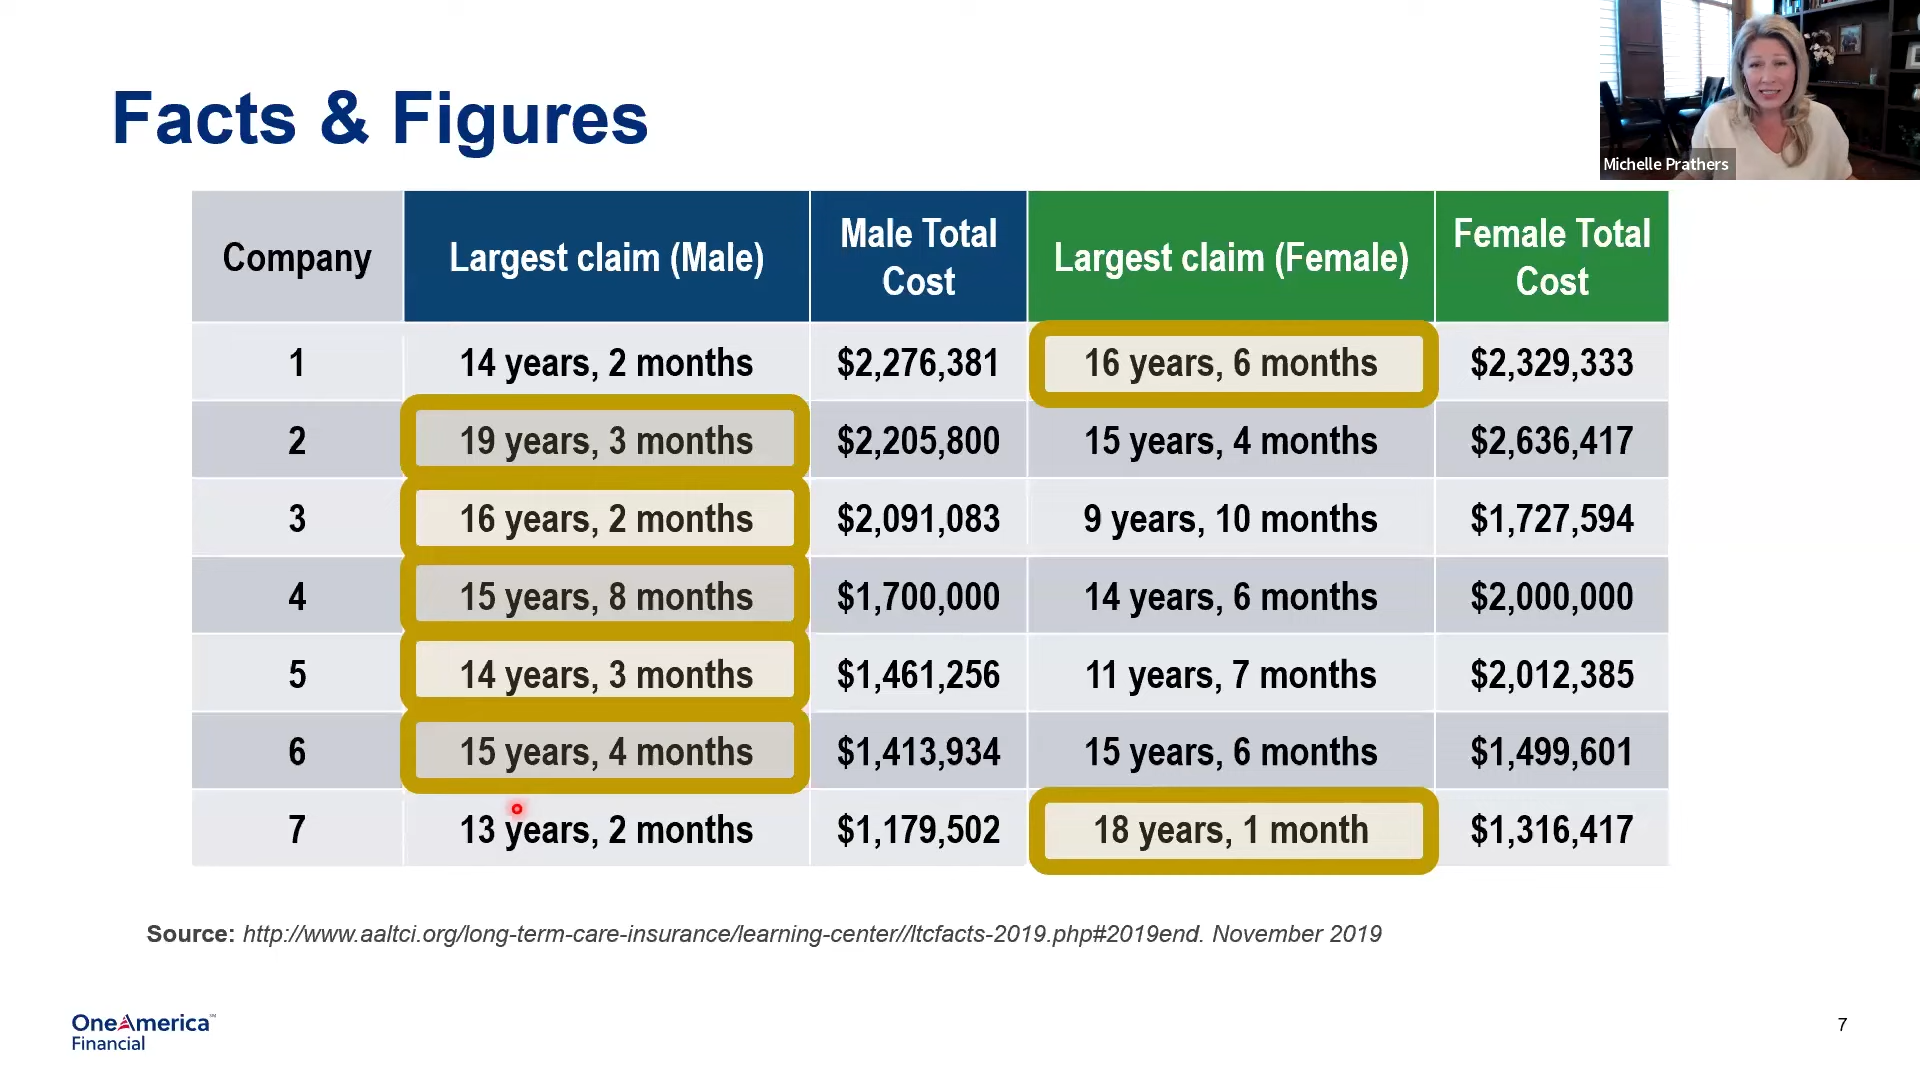 Facts & Figures
Michelle Prathers
Company Largest claim (Male) Male Total Cost Largest claim (Female) Female Total Cost
1 14 years, 2 months $2,276,381 16 years, 6 months $2,329,333
2 19 years, 3 months $2,205,800 15 years, 4 months $2,636,417
3 16 years, 2 months $2,091,083 9 years, 10 months $1,727,594
4 15 years, 8 months $1,700,000 14 years, 6 months $2,000,000
5 14 years, 3 months $1,461,256 11 years, 7 months $2,012,385
6 15 years, 4 months $1,413,934 15 years, 6 months $1,499,601
7 13 years, 2 months $1,179,502 18 years, 1 month $1,316,417
Source: http://www.aaltci.org/long-term-care-insurance/learning-center//ltcfacts-2019.php#2019end. November 2019
OneAmerica
Financial
7